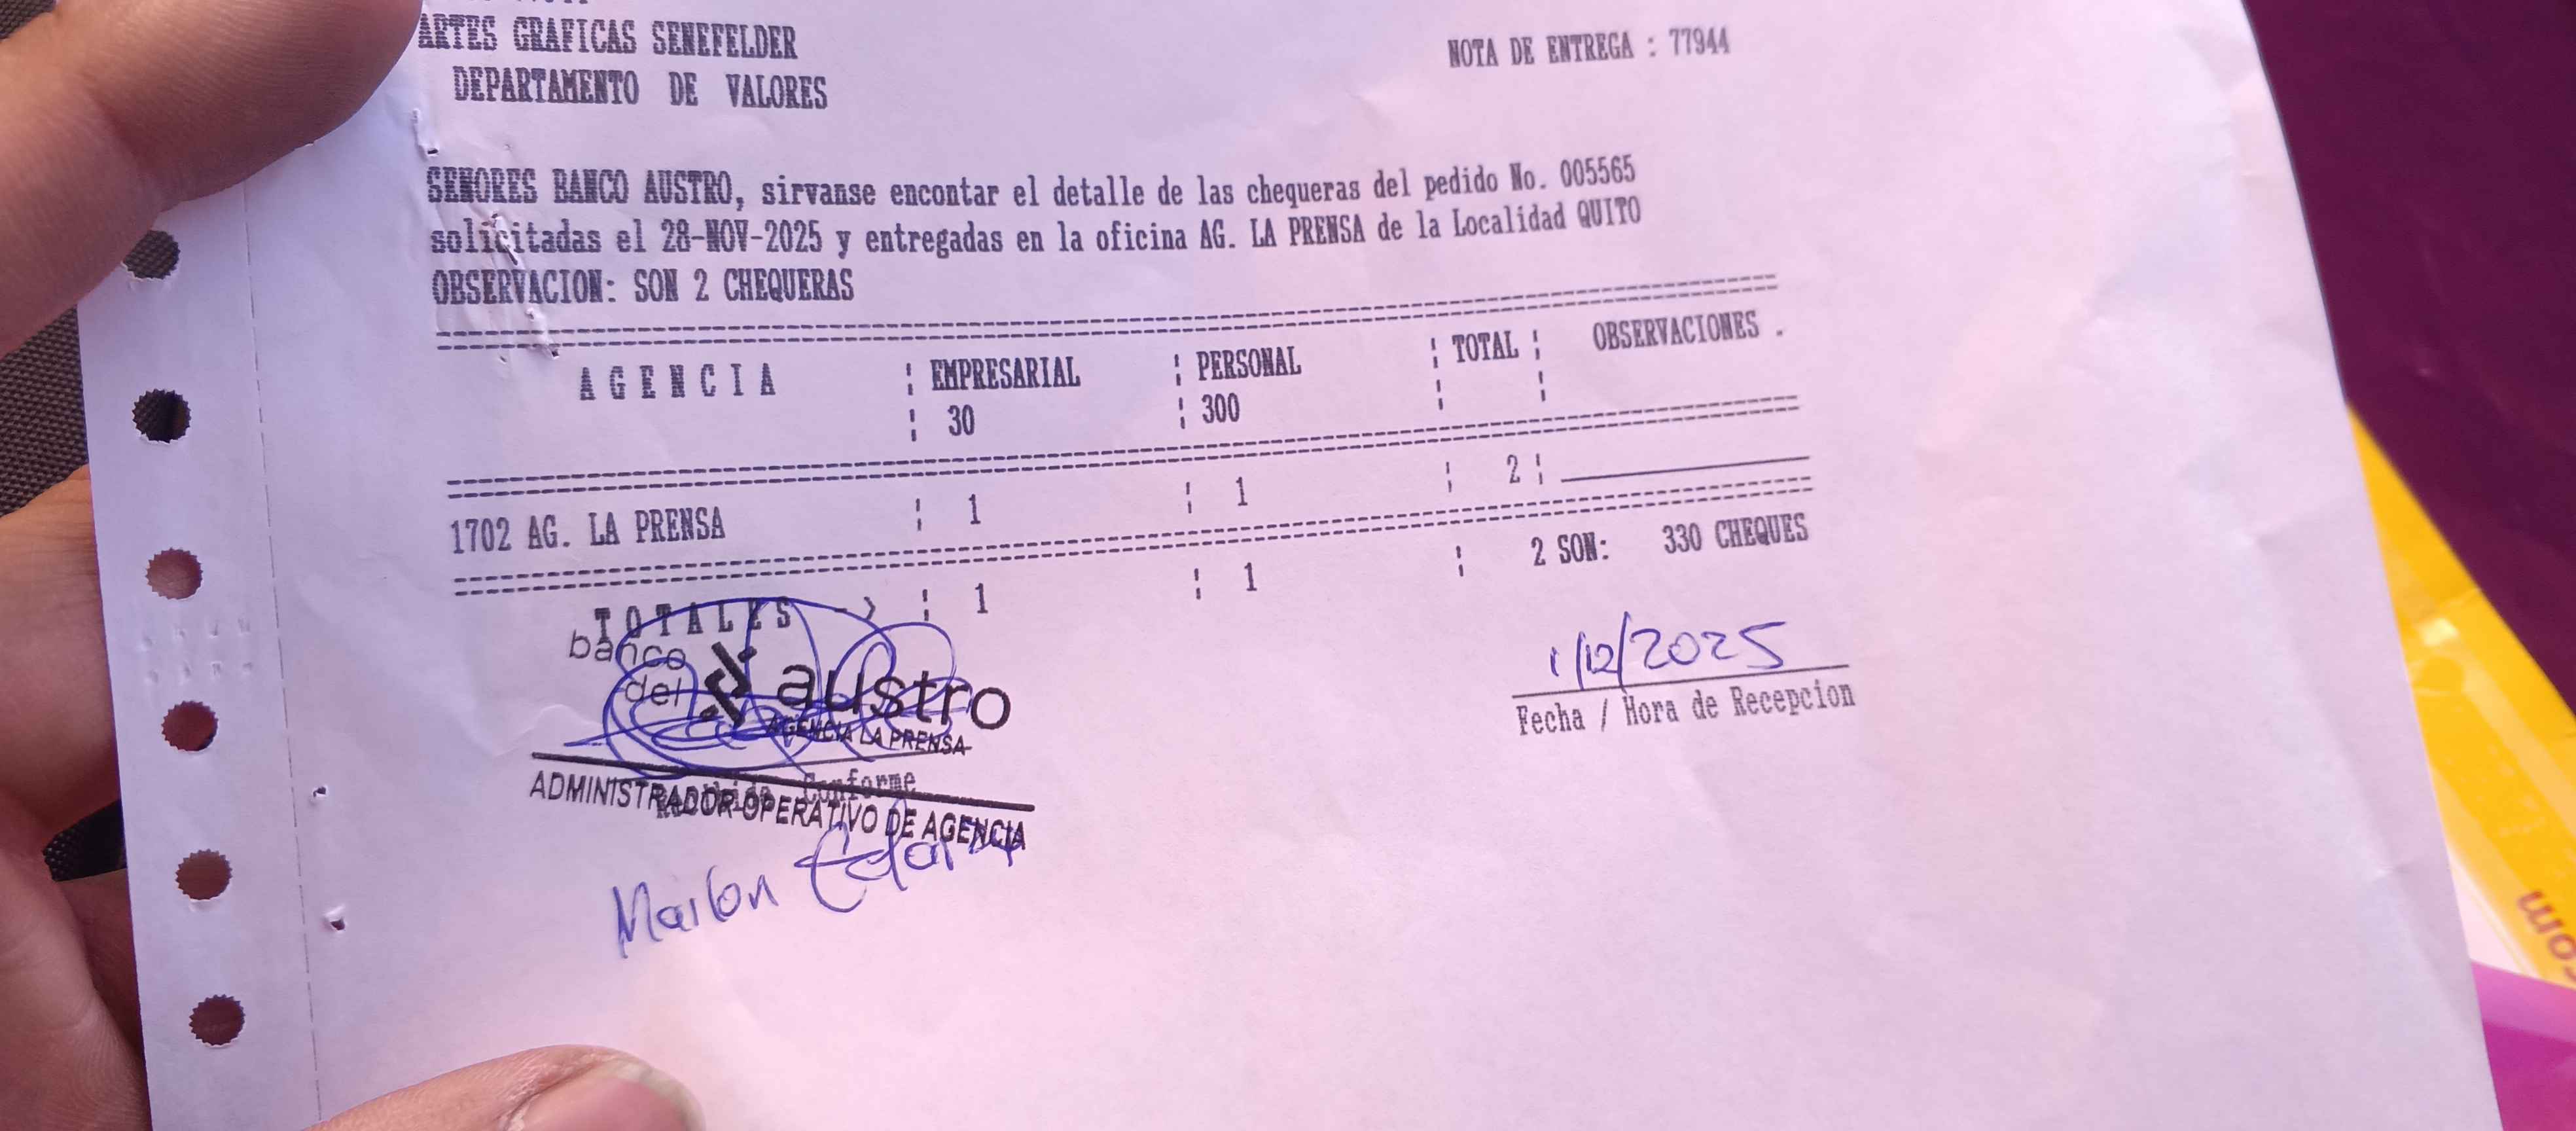 ARTES GRAFICAS SENEFELDER
NOTA DE ENTREGA : 77944
DEPARTAMENTO DE VALORES
SENORES BANCO AUSTRO, sirvanse encontar el detalle de las chequeras del pedido No. 005565
solicitadas el 28-NOV-2025 y entregadas en la oficina AG. LA PRENSA de la Localidad QUITO
OBSERVACION: SON 2 CHEQUERAS
A G E N C I A ¦ EMPRESARIAL ¦ PERSONAL ¦ TOTAL ¦ OBSERVACIONES .
¦ 30 ¦ 300 ¦ ¦
1702 AG. LA PRENSA ¦ 1 ¦ 1 ¦ 2 ¦
T O T A L E S -> ¦ 1 ¦ 1 ¦ 2 SON: 330 CHEQUES
banco del austro
AGENCIA LA PRENSA
Conforme
ADMINISTRADOR OPERATIVO DE AGENCIA
1/12/2025
Fecha / Hora de Recepcion